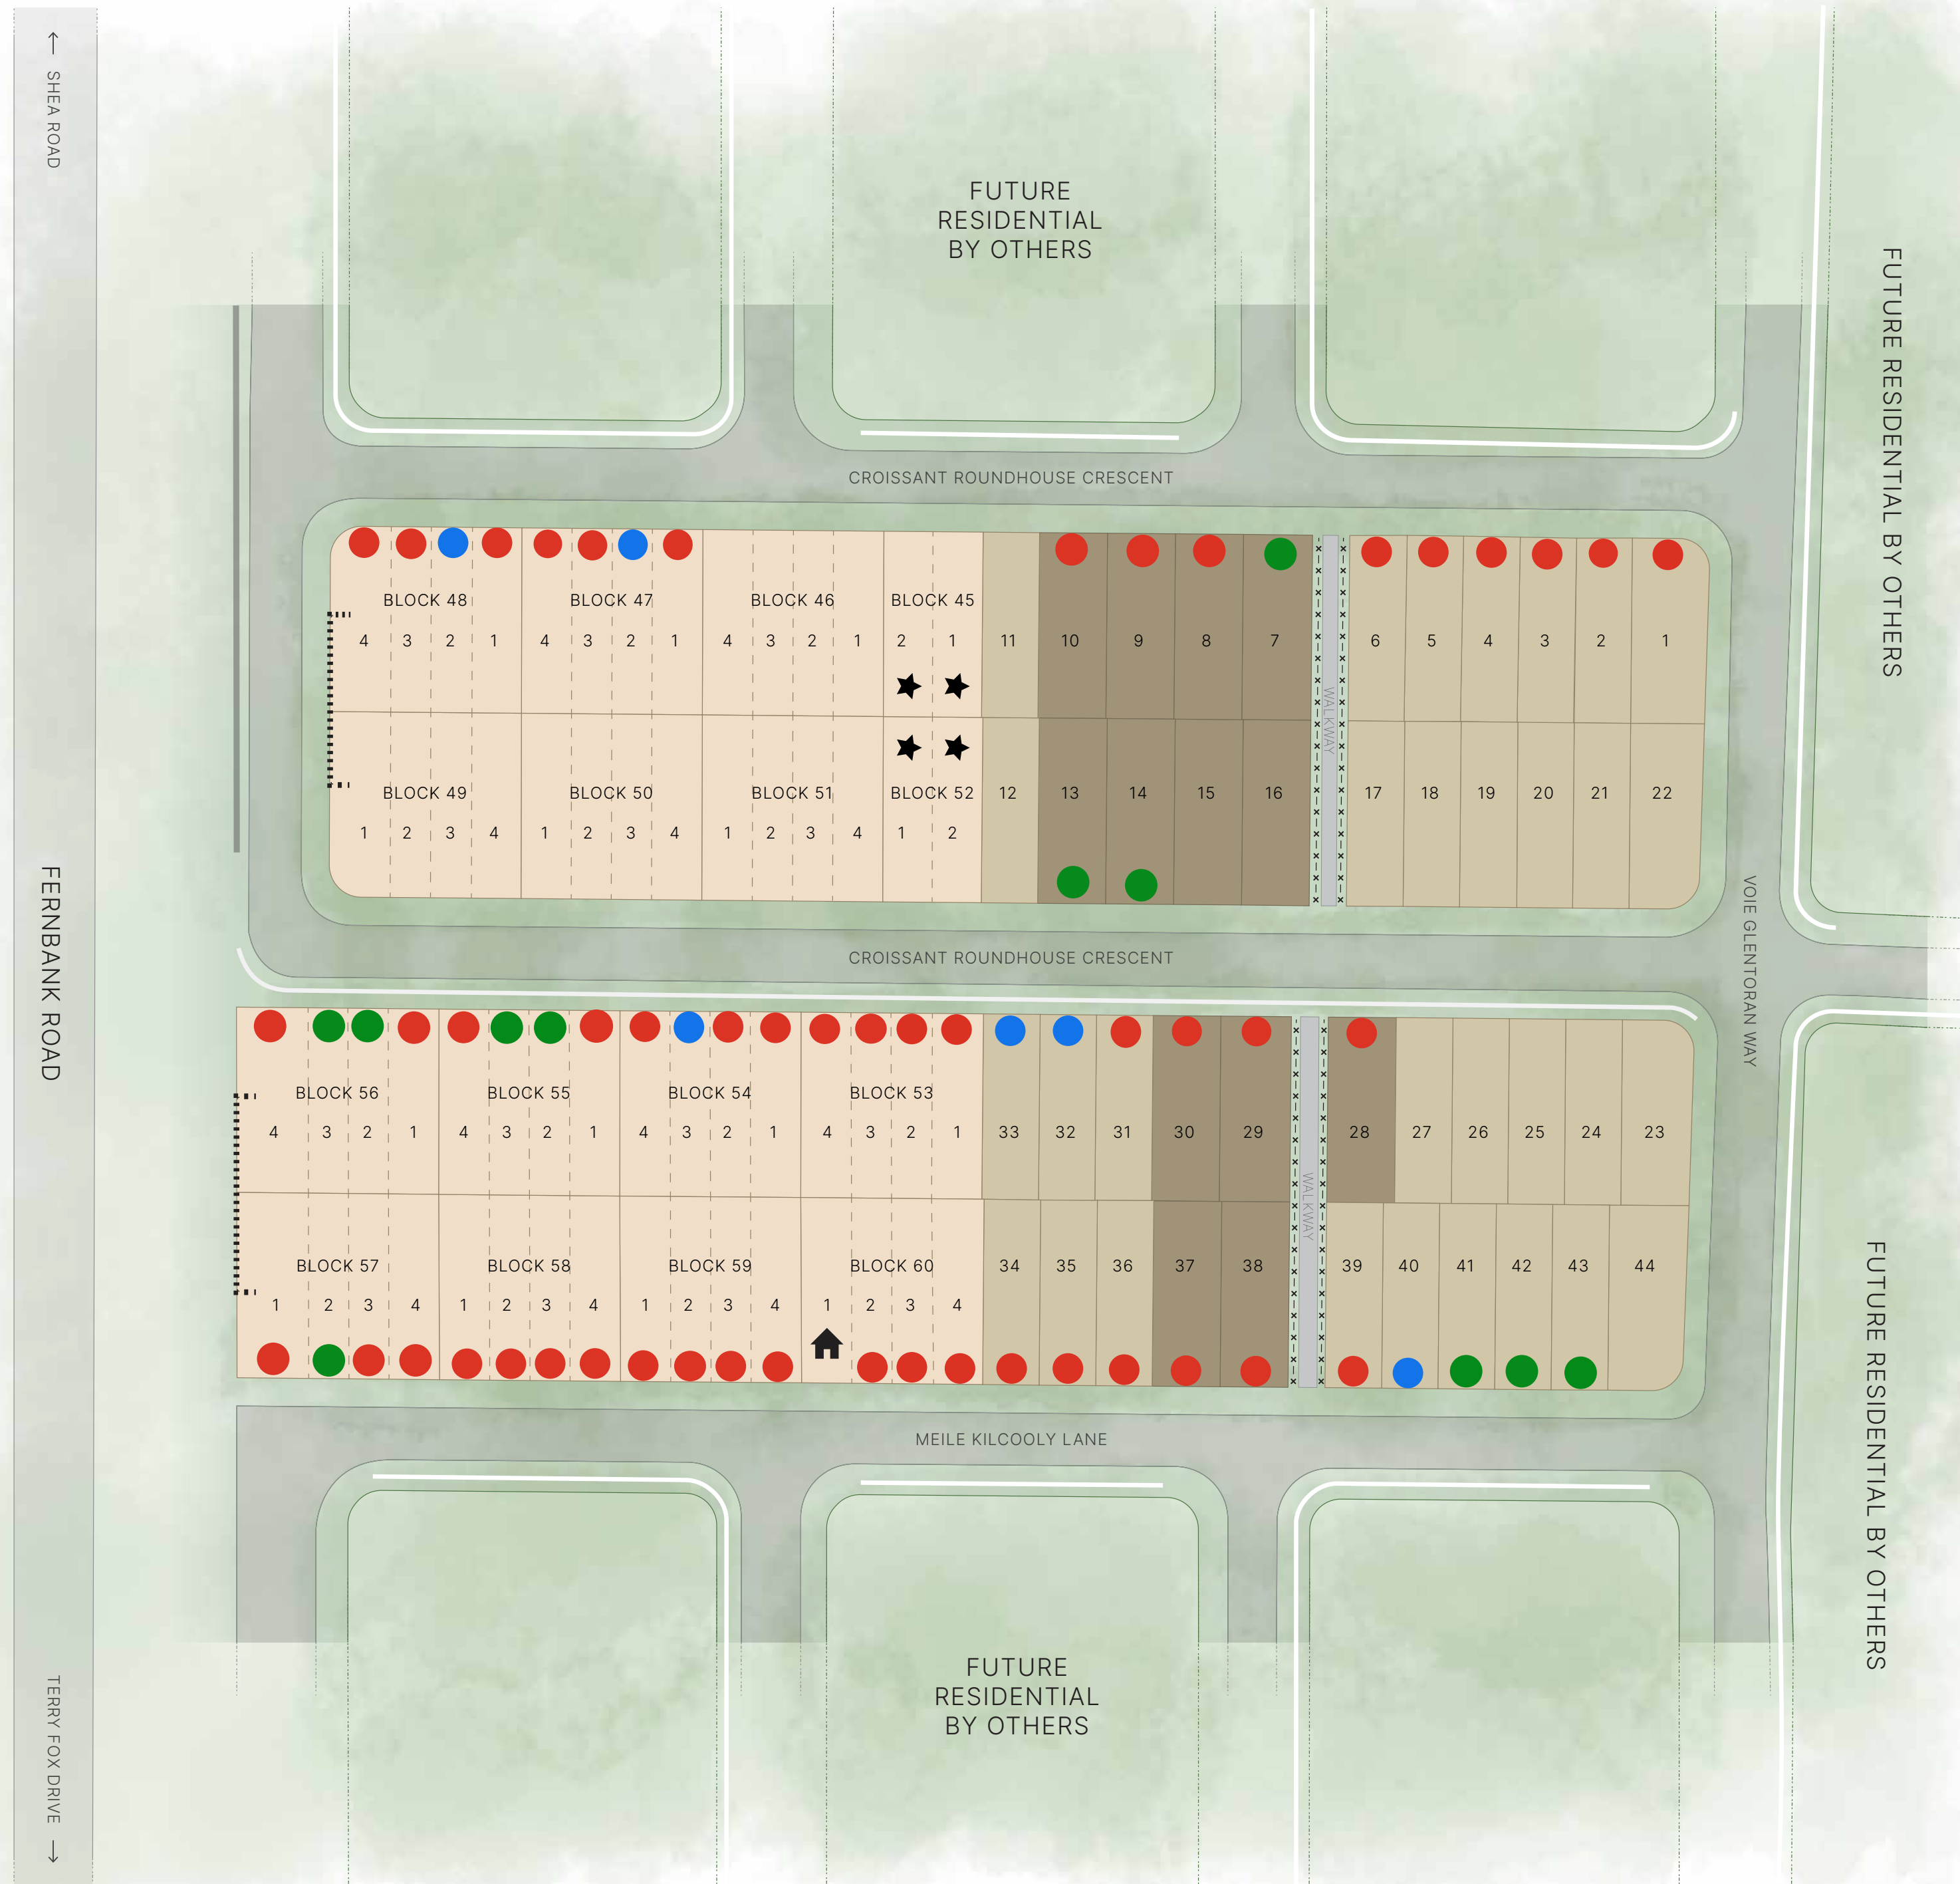 ← SHEA ROAD
FERNBANK ROAD
TERRY FOX DRIVE →
FUTURE
RESIDENTIAL
BY OTHERS
FUTURE RESIDENTIAL BY OTHERS
CROISSANT ROUNDHOUSE CRESCENT
BLOCK 48 BLOCK 47 BLOCK 46 BLOCK 45
4 3 2 1 4 3 2 1 4 3 2 1 2 1 11 10 9 8 7 6 5 4 3 2 1
WALKWAY
BLOCK 49 BLOCK 50 BLOCK 51 BLOCK 52 12 13 14 15 16 17 18 19 20 21 22
1 2 3 4 1 2 3 4 1 2 3 4 1 2
CROISSANT ROUNDHOUSE CRESCENT
VOIE GLENTORAN WAY
BLOCK 56 BLOCK 55 BLOCK 54 BLOCK 53
4 3 2 1 4 3 2 1 4 3 2 1 4 3 2 1 33 32 31 30 29 28 27 26 25 24 23
WALKWAY
BLOCK 57 BLOCK 58 BLOCK 59 BLOCK 60 34 35 36 37 38 39 40 41 42 43 44
1 2 3 4 1 2 3 4 1 2 3 4 1 2 3 4
MEILE KILCOOLY LANE
FUTURE RESIDENTIAL BY OTHERS
FUTURE
RESIDENTIAL
BY OTHERS